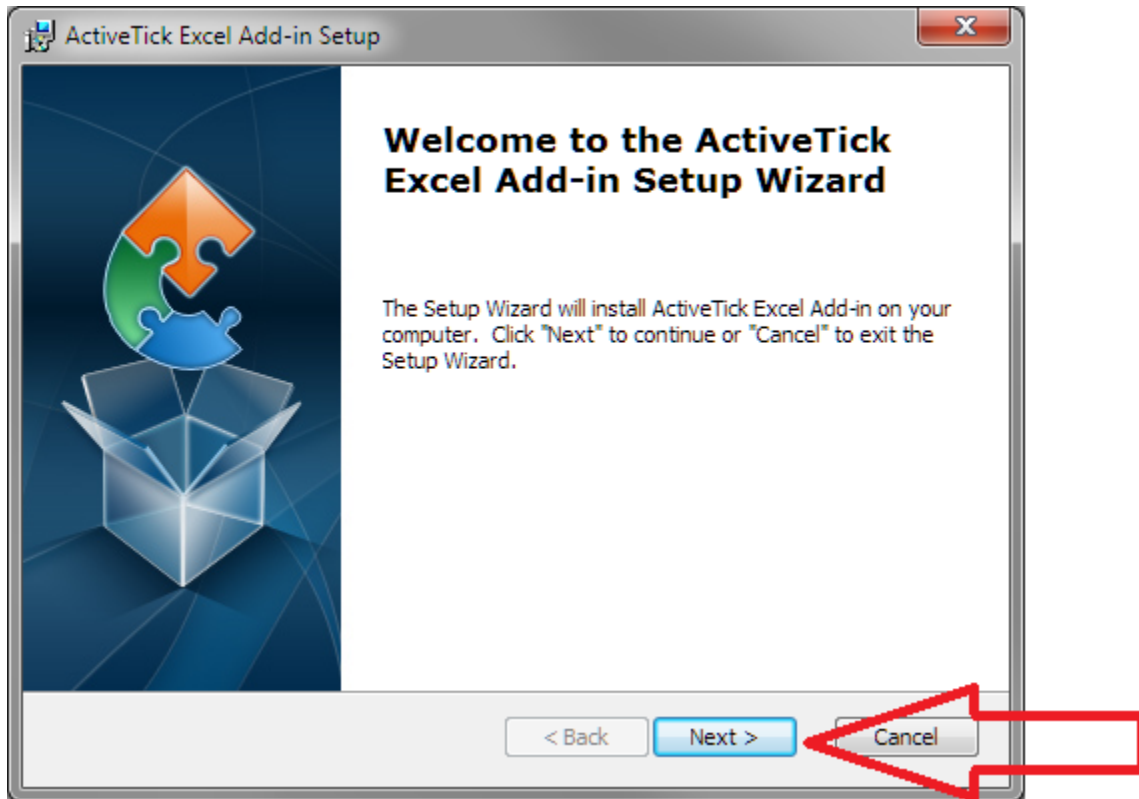 ActiveTick Excel Add-in Setup
Welcome to the ActiveTick
Excel Add-in Setup Wizard
The Setup Wizard will install ActiveTick Excel Add-in on your
computer. Click "Next" to continue or "Cancel" to exit the
Setup Wizard.
< Back Next > Cancel